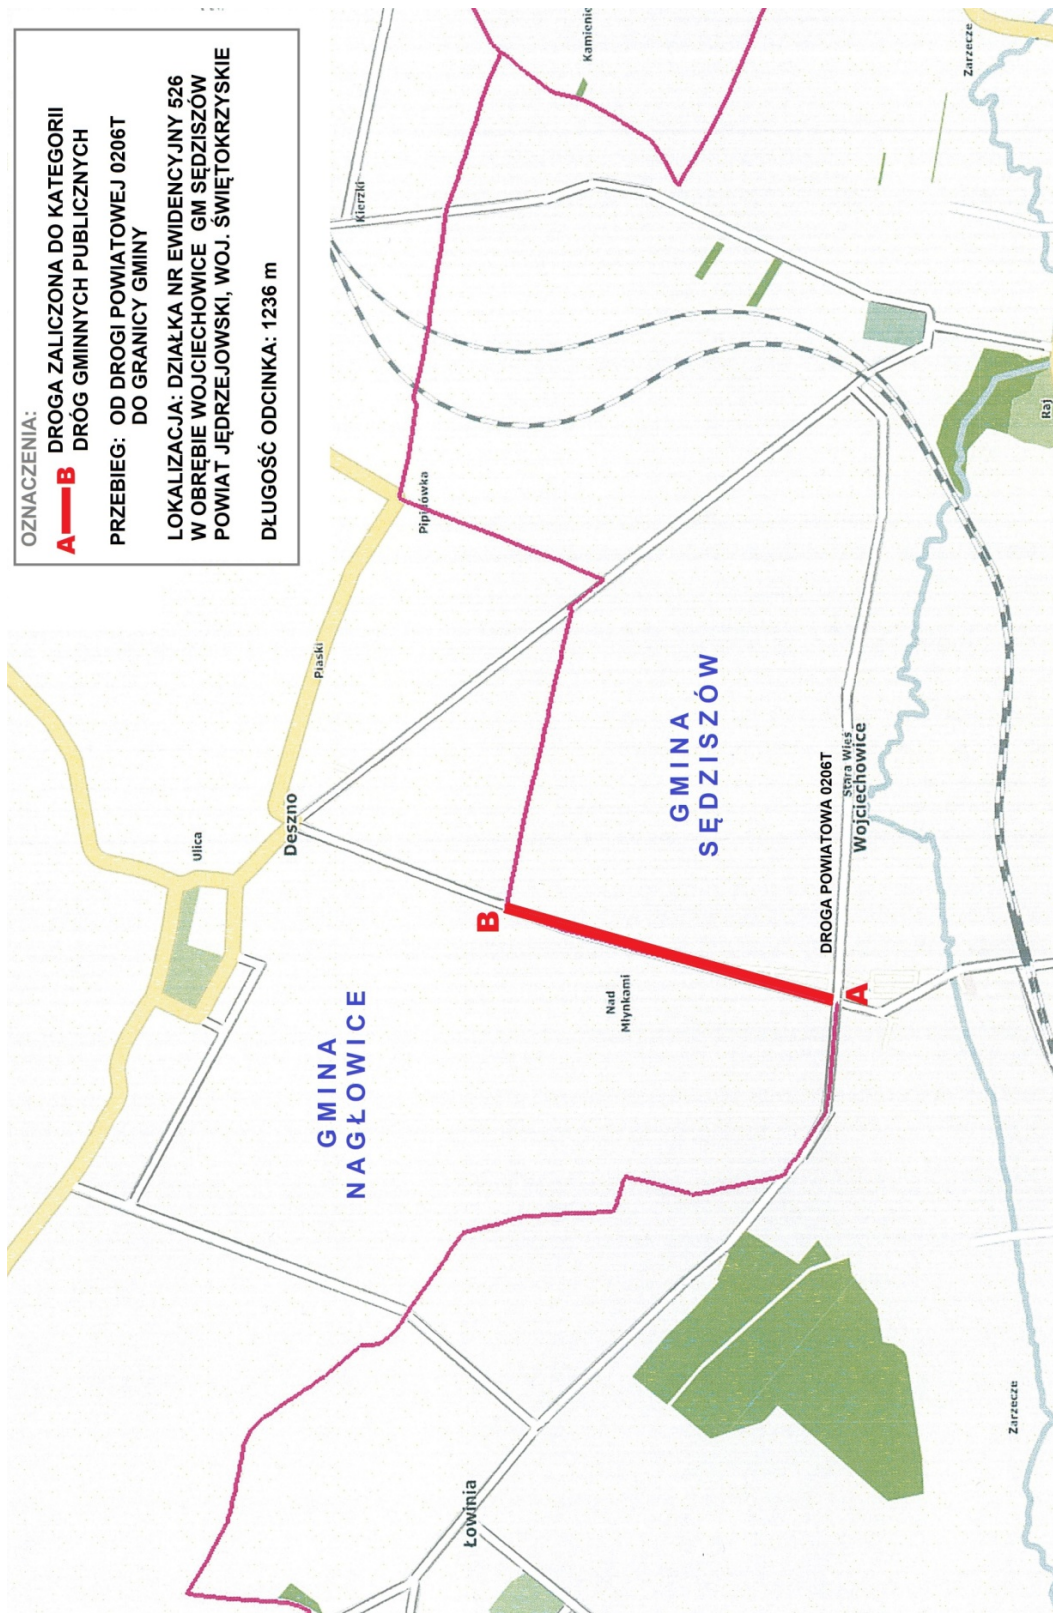 OZNACZENIA:
A B DROGA ZALICZONA DO KATEGORII
DRÓG GMINNYCH PUBLICZNYCH
PRZEBIEG: OD DROGI POWIATOWEJ 0206T
DO GRANICY GMINY
LOKALIZACJA: DZIAŁKA NR EWIDENCYJNY 526
W OBRĘBIE WOJCIECHOWICE GM SĘDZISZÓW
POWIAT JĘDRZEJOWSKI, WOJ. ŚWIĘTOKRZYSKIE
DŁUGOŚĆ ODCINKA: 1236 m
Ulica
Deszno
Piaski
Kierzki
Kamienie
Zarzecze
GMINA
NAGŁOWICE
B
Nad
Młynkami
GMINA
SĘDZISZÓW
DROGA POWIATOWA 0206T
A
Stara Wieś
Wojciechowice
Raj
Łowinia
Zarzecze